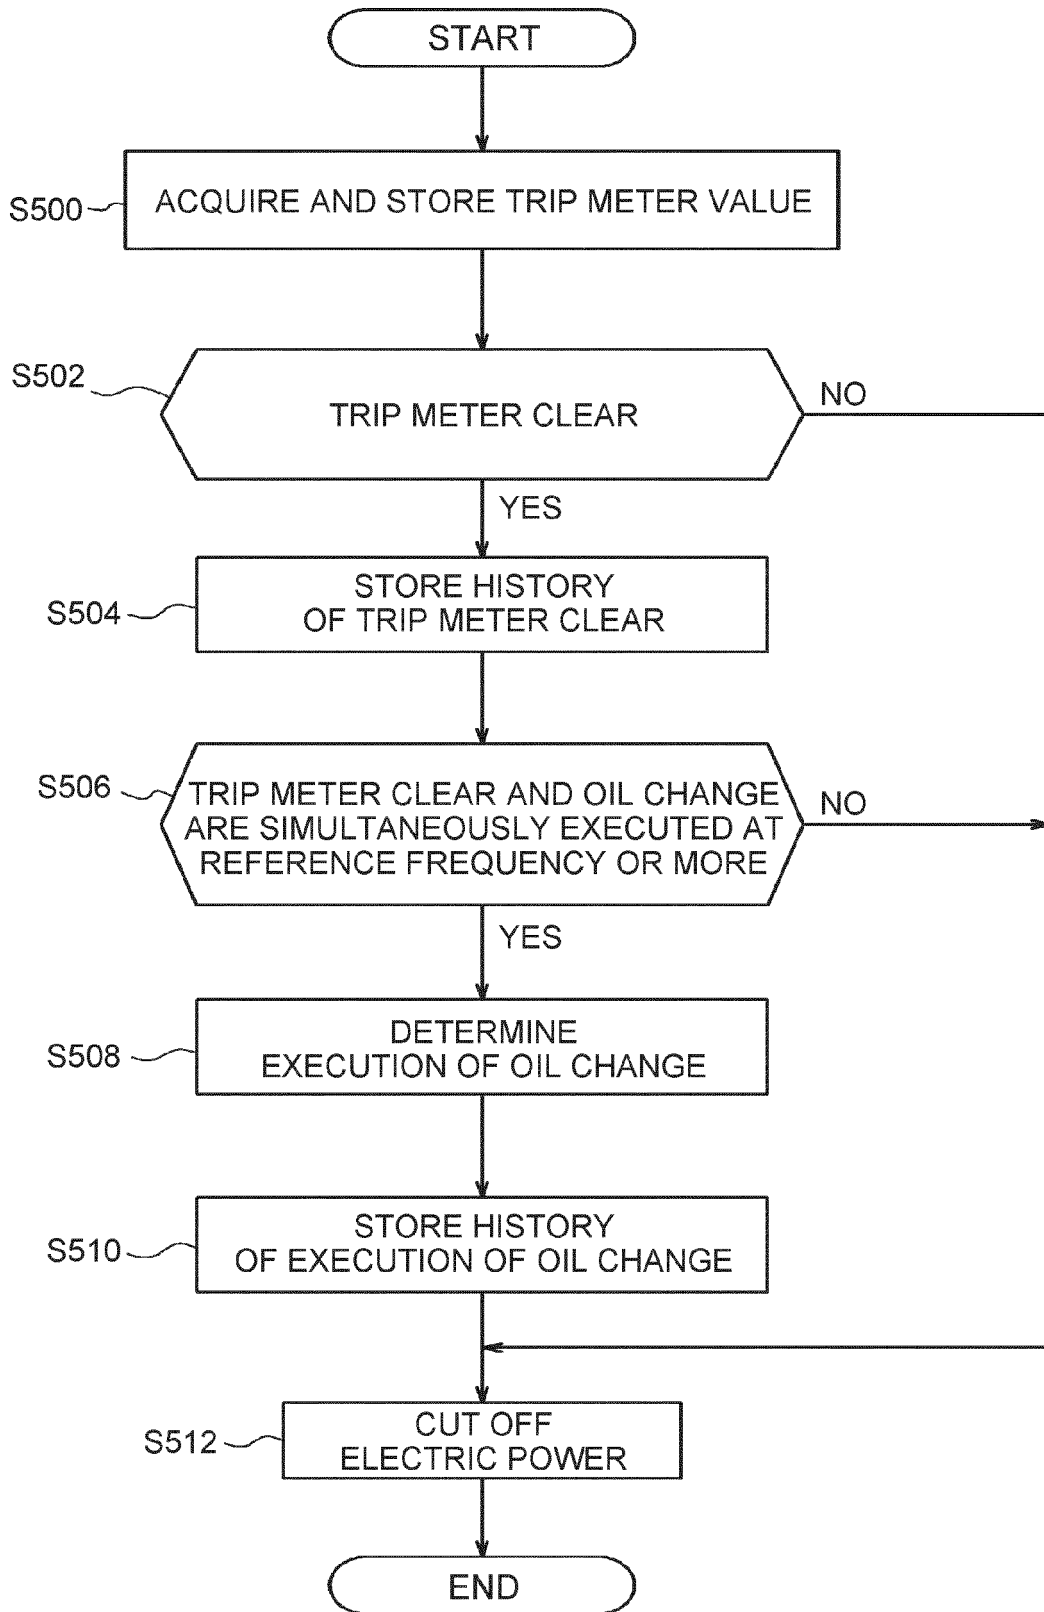 START
S500
ACQUIRE AND STORE TRIP METER VALUE
S502
TRIP METER CLEAR
NO
YES
S504
STORE HISTORY
OF TRIP METER CLEAR
S506
TRIP METER CLEAR AND OIL CHANGE
ARE SIMULTANEOUSLY EXECUTED AT
REFERENCE FREQUENCY OR MORE
NO
YES
S508
DETERMINE
EXECUTION OF OIL CHANGE
S510
STORE HISTORY
OF EXECUTION OF OIL CHANGE
S512
CUT OFF
ELECTRIC POWER
END